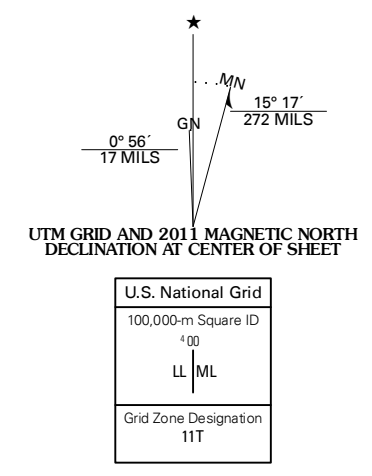 ★
MN
15° 17´
272 MILS
GN
0° 56´
17 MILS
UTM GRID AND 2011 MAGNETIC NORTH
DECLINATION AT CENTER OF SHEET
U.S. National Grid
100,000-m Square ID
4 00
LL ML
Grid Zone Designation
11T